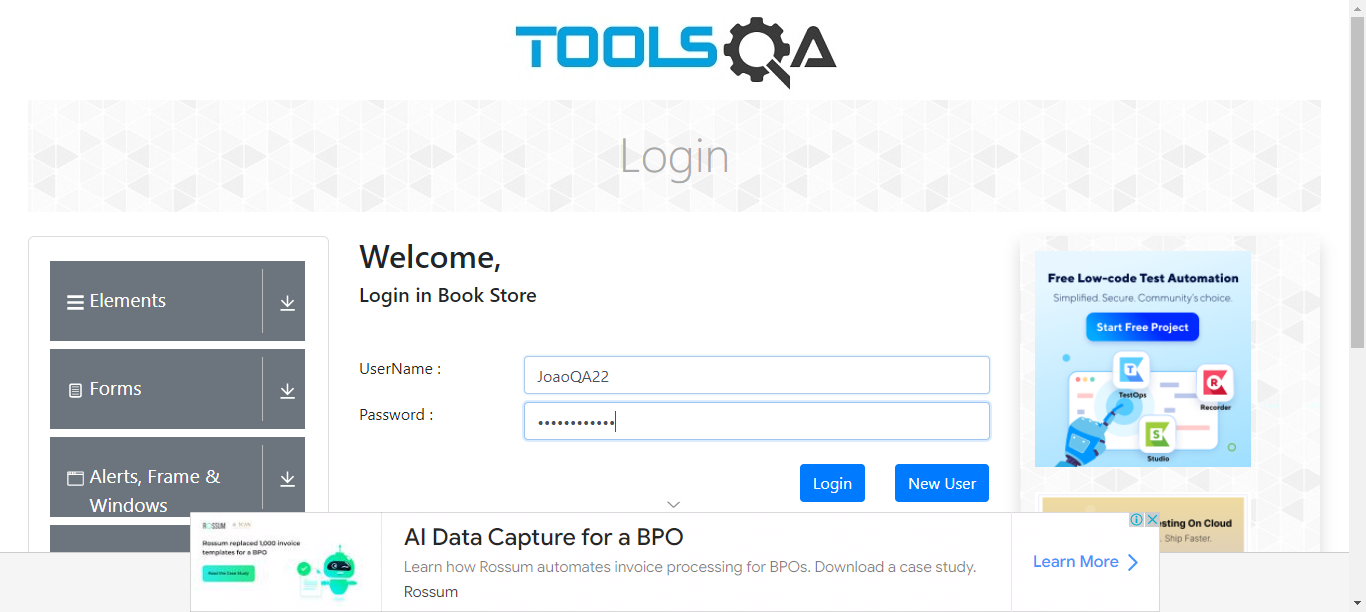 TOOLSQA
Login
Elements
Forms
Alerts, Frame &
Windows
Welcome,
Login in Book Store
UserName :
JoaoQA22
Password :
••••••••••••
Login
New User
Free Low-code Test Automation
Simplified. Secure. Community's choice.
Start Free Project
TestOps
Recorder
Studio
sting On Cloud
. Ship Faster.
ROSSUM
Rossum replaced 1,000 invoice
templates for a BPO
Read the Case Study
AI Data Capture for a BPO
Learn how Rossum automates invoice processing for BPOs. Download a case study.
Rossum
Learn More